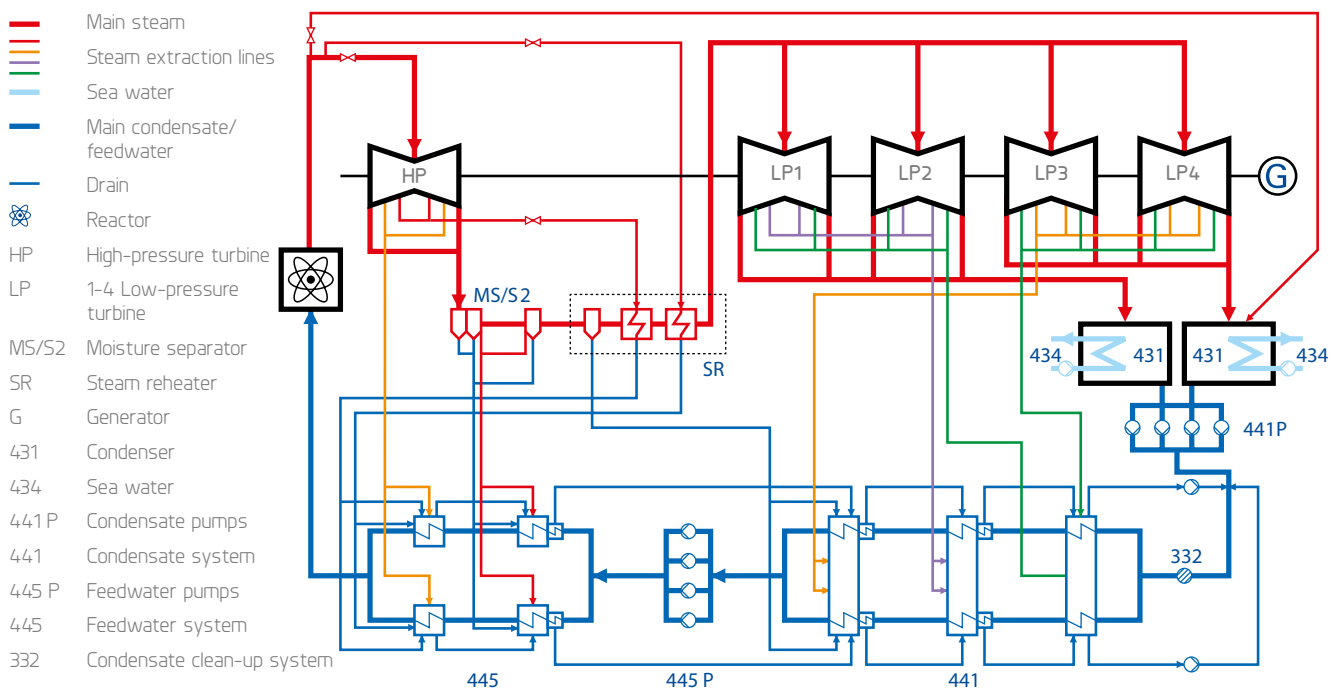 Main steam
Steam extraction lines
Sea water
Main condensate/
feedwater
Drain
Reactor
HP High-pressure turbine
LP 1-4 Low-pressure
turbine
MS/S2 Moisture separator
SR Steam reheater
G Generator
431 Condenser
434 Sea water
441 P Condensate pumps
441 Condensate system
445 P Feedwater pumps
445 Feedwater system
332 Condensate clean-up system
HP
LP1
LP2
LP3
LP4
G
MS/S2
SR
434
431
431
434
441P
332
445
445 P
441